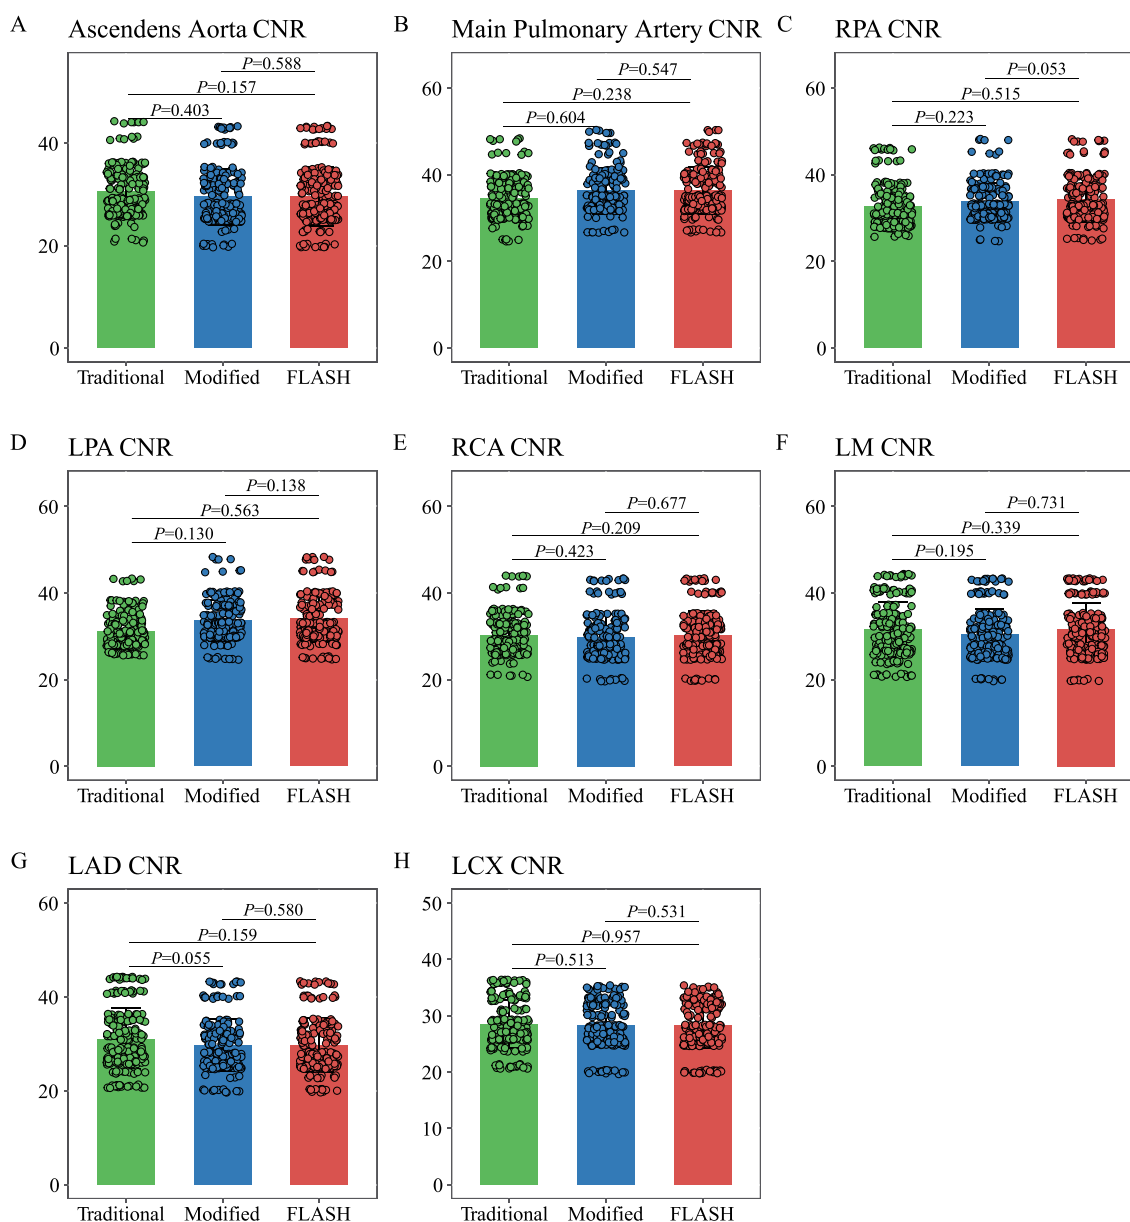 A Ascendens Aorta CNR
P=0.588
P=0.157
P=0.403
40
20
0
Traditional Modified FLASH
B Main Pulmonary Artery CNR
P=0.547
P=0.238
P=0.604
60
40
20
0
Traditional Modified FLASH
C RPA CNR
P=0.053
P=0.515
P=0.223
60
40
20
0
Traditional Modified FLASH
D LPA CNR
P=0.138
P=0.563
P=0.130
60
40
20
0
Traditional Modified FLASH
E RCA CNR
P=0.677
P=0.209
P=0.423
60
40
20
0
Traditional Modified FLASH
F LM CNR
P=0.731
P=0.339
P=0.195
60
40
20
0
Traditional Modified FLASH
G LAD CNR
P=0.580
P=0.159
P=0.055
60
40
20
0
Traditional Modified FLASH
H LCX CNR
P=0.531
P=0.957
P=0.513
50
40
30
20
10
0
Traditional Modified FLASH